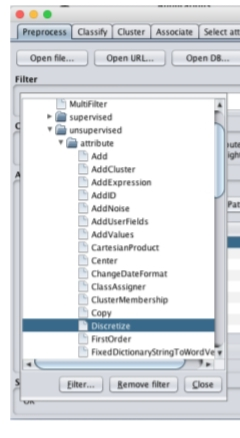 Preprocess Classify Cluster Associate Select att
Open file... Open URL... Open DB...
Filter
MultiFilter
supervised
unsupervised
attribute
Add
AddCluster
AddExpression
AddID
AddNoise
AddUserFields
AddValues
CartesianProduct
Center
ChangeDateFormat
ClassAssigner
ClusterMembership
Copy
Discretize
FirstOrder
FixedDictionaryStringToWordVe
Filter... Remove filter Close